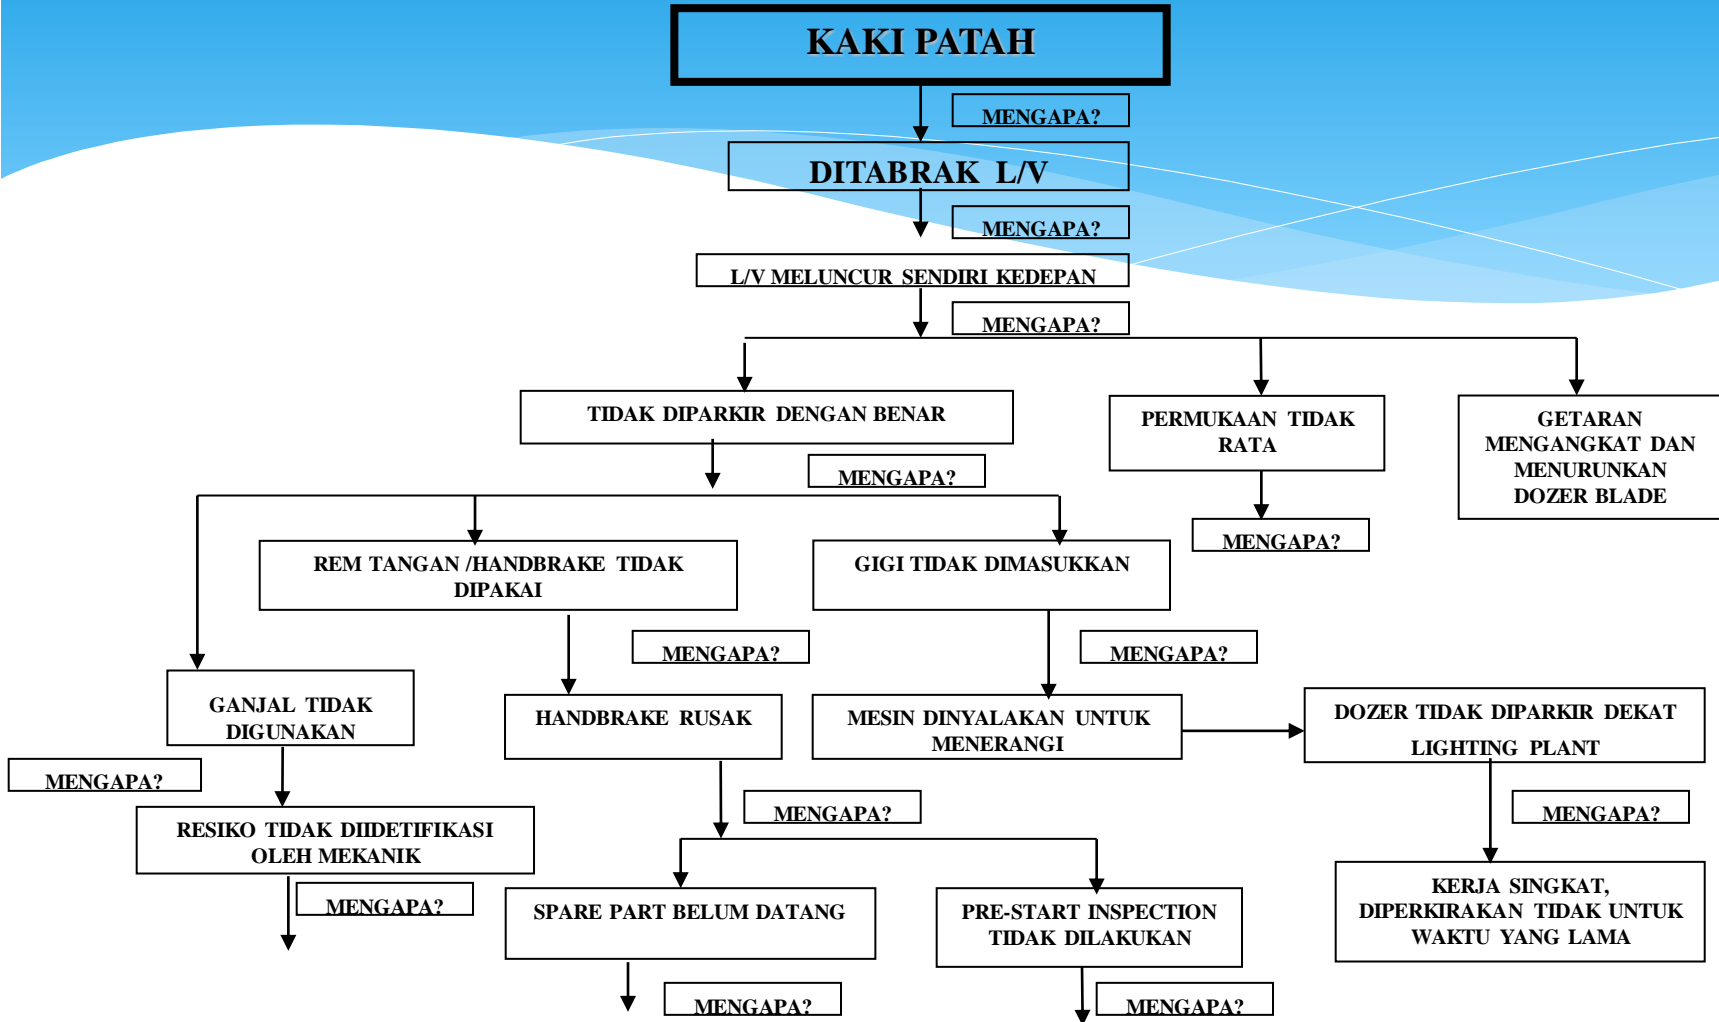 KAKI PATAH
MENGAPA?
DITABRAK L/V
MENGAPA?
L/V MELUNCUR SENDIRI KEDEPAN
MENGAPA?
TIDAK DIPARKIR DENGAN BENAR
PERMUKAAN TIDAK
RATA
GETARAN
MENGANGKAT DAN
MENURUNKAN
DOZER BLADE
MENGAPA?
MENGAPA?
REM TANGAN /HANDBRAKE TIDAK
DIPAKAI
GIGI TIDAK DIMASUKKAN
MENGAPA?
MENGAPA?
GANJAL TIDAK
DIGUNAKAN
HANDBRAKE RUSAK
MESIN DINYALAKAN UNTUK
MENERANGI
DOZER TIDAK DIPARKIR DEKAT
LIGHTING PLANT
MENGAPA?
MENGAPA?
MENGAPA?
RESIKO TIDAK DIIDETIFIKASI
OLEH MEKANIK
MENGAPA?
SPARE PART BELUM DATANG
PRE-START INSPECTION
TIDAK DILAKUKAN
KERJA SINGKAT,
DIPERKIRAKAN TIDAK UNTUK
WAKTU YANG LAMA
MENGAPA?
MENGAPA?